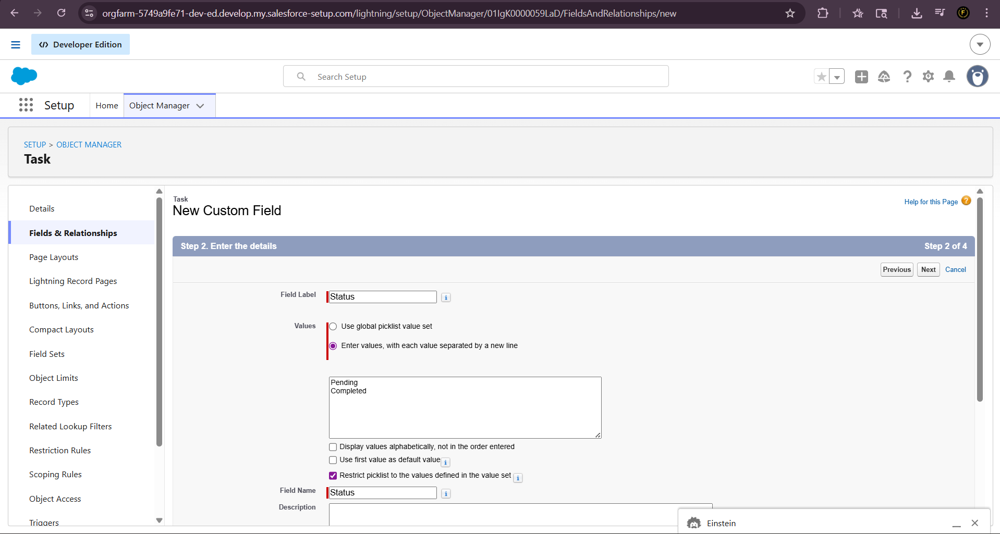 orgfarm-5749a9fe71-dev-ed.develop.my.salesforce-setup.com/lightning/setup/ObjectManager/01IgK0000059LaD/FieldsAndRelationships/new
Developer Edition
Search Setup
Setup
Home
Object Manager
SETUP > OBJECT MANAGER
Task
Details
Fields & Relationships
Page Layouts
Lightning Record Pages
Buttons, Links, and Actions
Compact Layouts
Field Sets
Object Limits
Record Types
Related Lookup Filters
Restriction Rules
Scoping Rules
Object Access
Triggers
Task
New Custom Field
Help for this Page
Step 2. Enter the details
Step 2 of 4
Previous
Next
Cancel
Field Label
Status
Values
Use global picklist value set
Enter values, with each value separated by a new line
Pending
Completed
Display values alphabetically, not in the order entered
Use first value as default value
Restrict picklist to the values defined in the value set
Field Name
Status
Description
Einstein